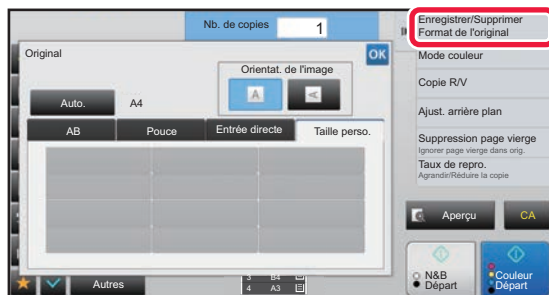 Nb. de copies
1
Enregistrer/Supprimer
Format de l'original
Original
OK
Mode couleur
Orientat. de l'image
A
A
Copie R/V
Auto.
A4
Ajust. arrière plan
AB
Pouce
Entrée directe
Taille perso.
Suppression page vierge
Ignorer page vierge dans orig.
Taux de repro.
Agrandir/Réduire la copie
Aperçu
CA
Autres
3 B4
4 A3
N&B
Départ
Couleur
Départ